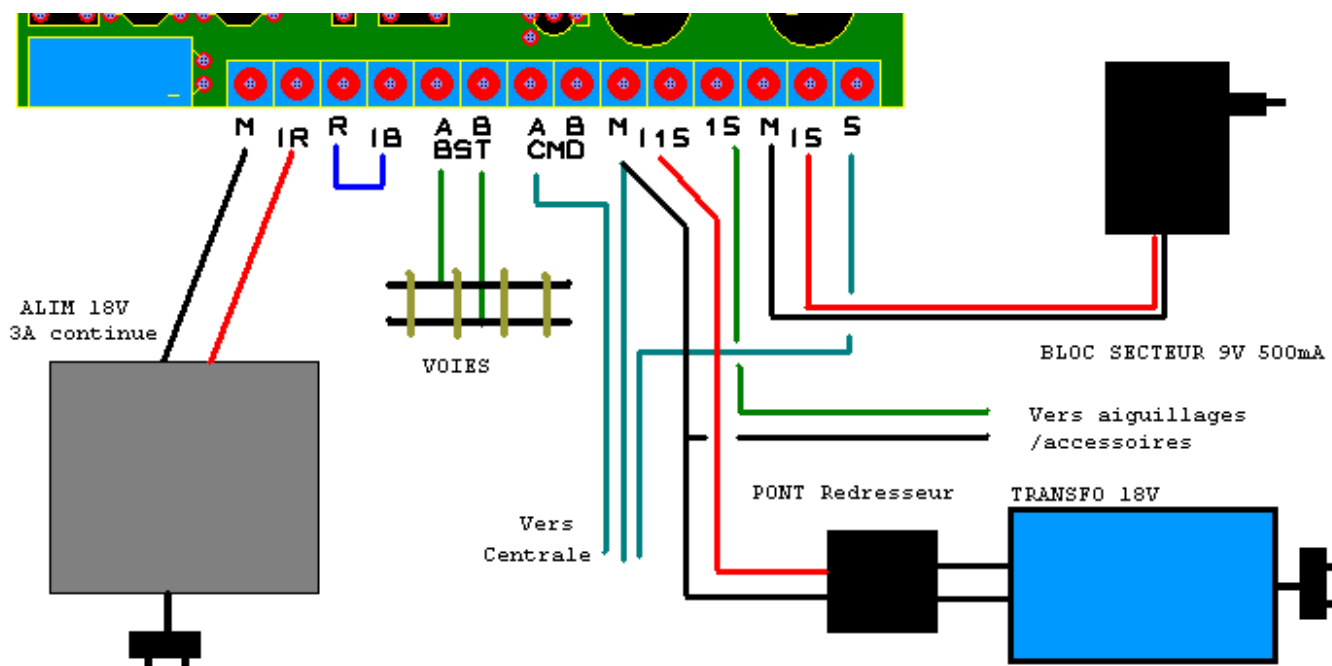 M IR R IB A B A B M I1S 1S M IS S
BST CMD
ALIM 18V
3A continue
VOIES
BLOC SECTEUR 9V 500mA
Vers aiguillages
/accessoires
PONT Redresseur
TRANSFO 18V
Vers
Centrale